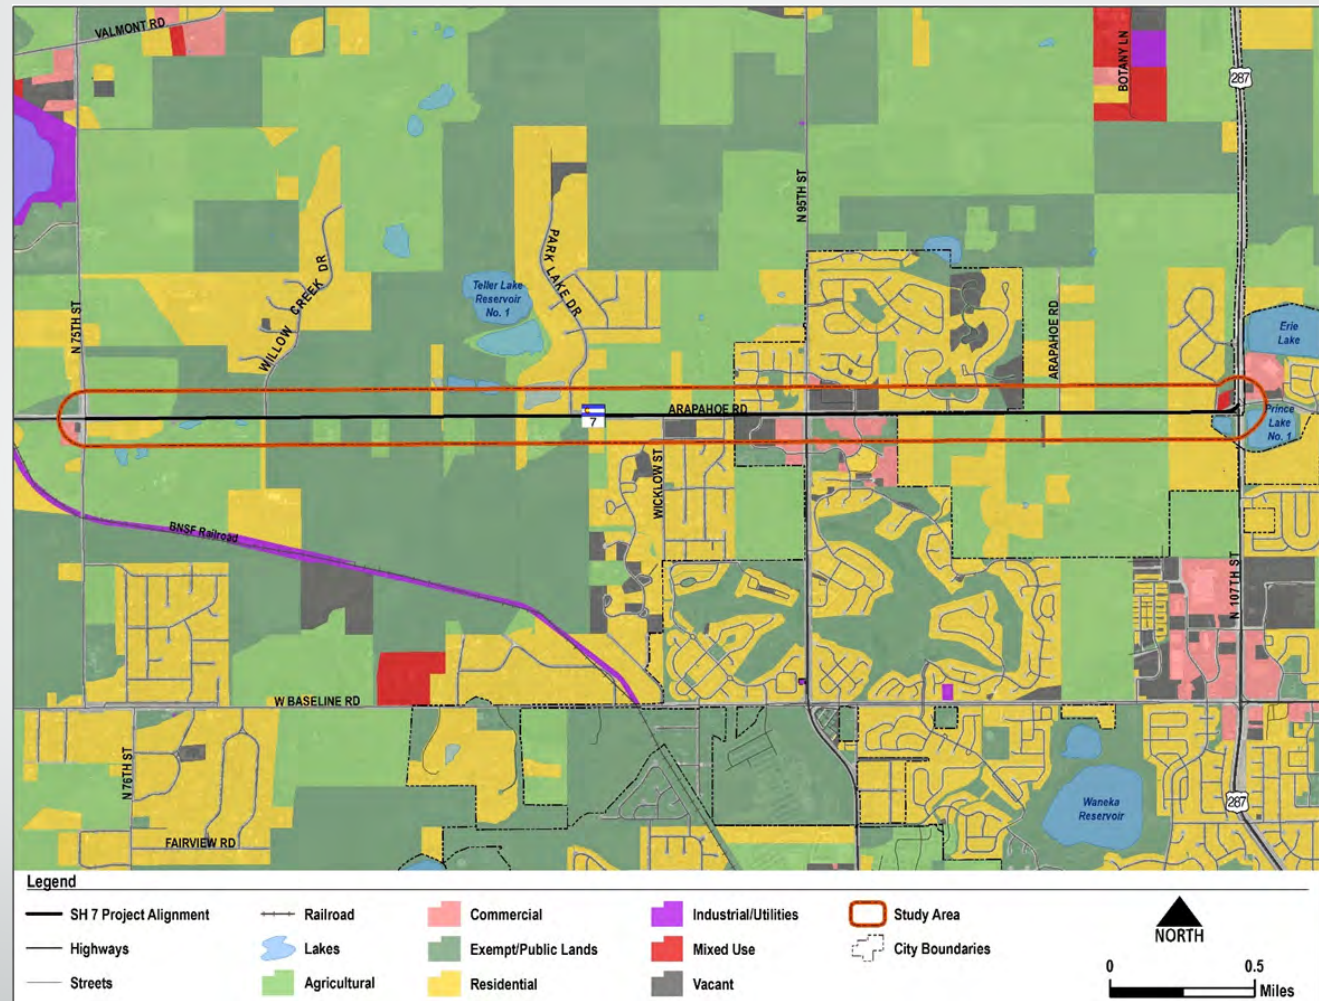 VALMONT RD
BOTANY LN
287
N 95TH ST
PARK LAKE DR
WILLOW CREEK DR
Teller Lake
Reservoir
No. 1
N 75TH ST
ARAPAHOE RD
Erie
Lake
ARAPAHOE RD
7
Prince
Lake
No. 1
WICKLOW ST
BNSF Railroad
N 107TH ST
W BASELINE RD
N 76TH ST
Waneka
Reservoir
287
FAIRVIEW RD
Legend
SH 7 Project Alignment
Railroad
Commercial
Industrial/Utilities
Study Area
Highways
Lakes
Exempt/Public Lands
Mixed Use
City Boundaries
Streets
Agricultural
Residential
Vacant
NORTH
0 0.5
Miles